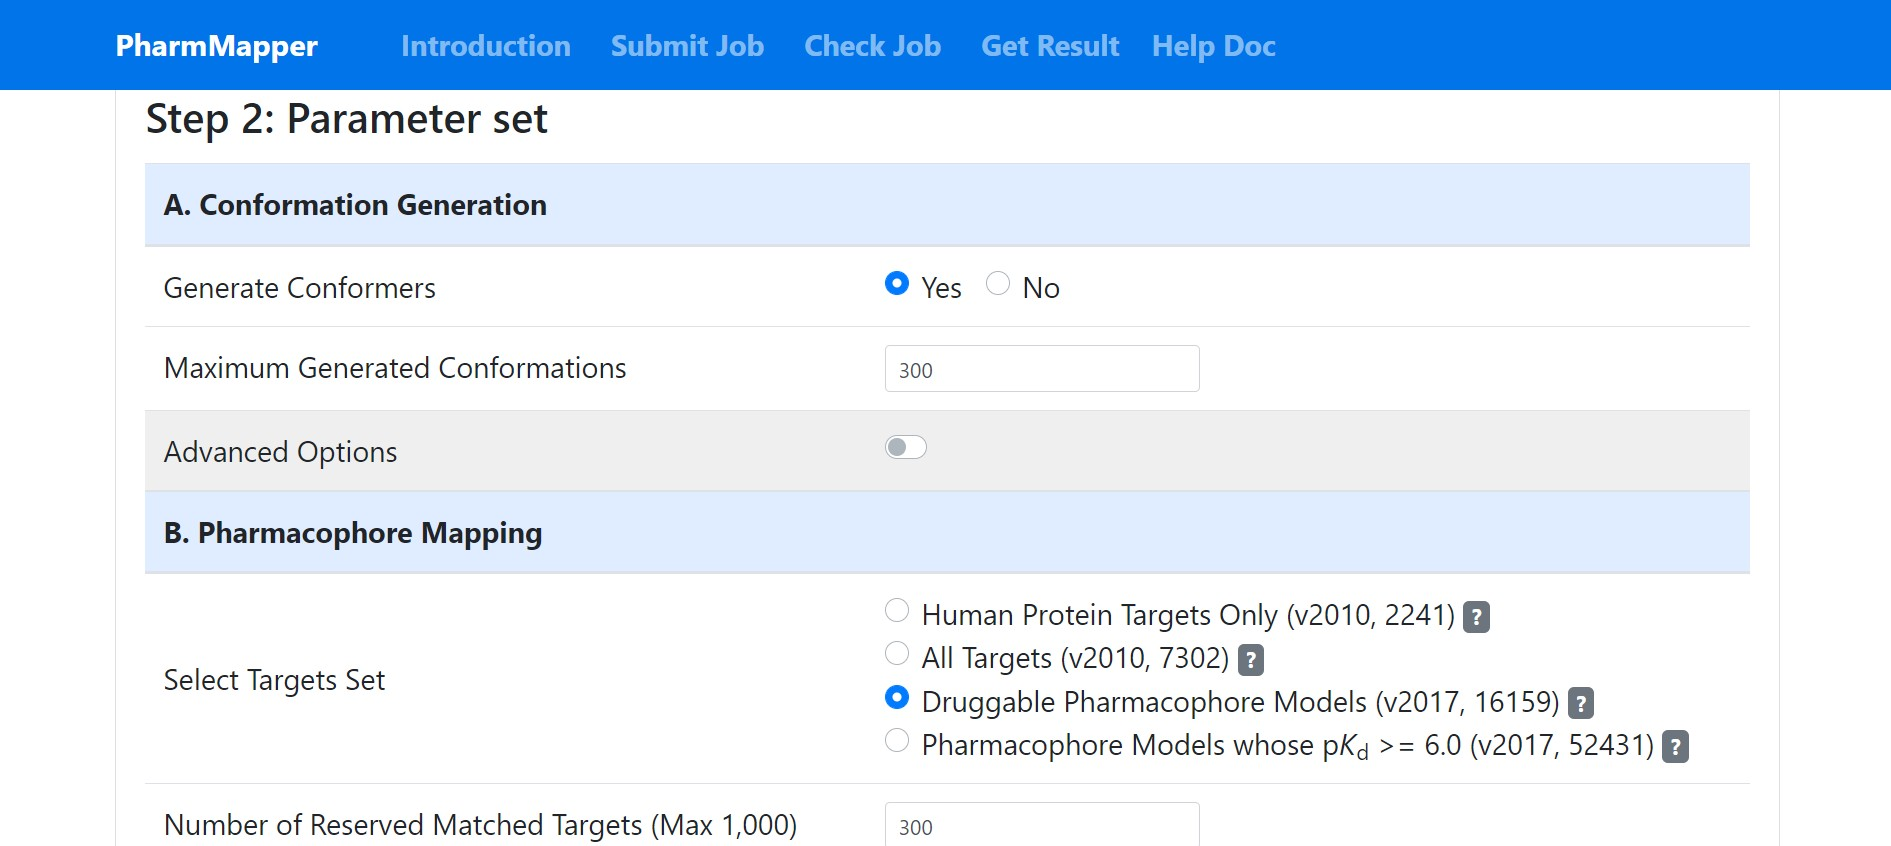 PharmMapper Introduction Submit Job Check Job Get Result Help Doc
Step 2: Parameter set
A. Conformation Generation
Generate Conformers Yes No
Maximum Generated Conformations 300
Advanced Options
B. Pharmacophore Mapping
Select Targets Set
Human Protein Targets Only (v2010, 2241) ?
All Targets (v2010, 7302) ?
Druggable Pharmacophore Models (v2017, 16159) ?
Pharmacophore Models whose pKd >= 6.0 (v2017, 52431) ?
Number of Reserved Matched Targets (Max 1,000) 300